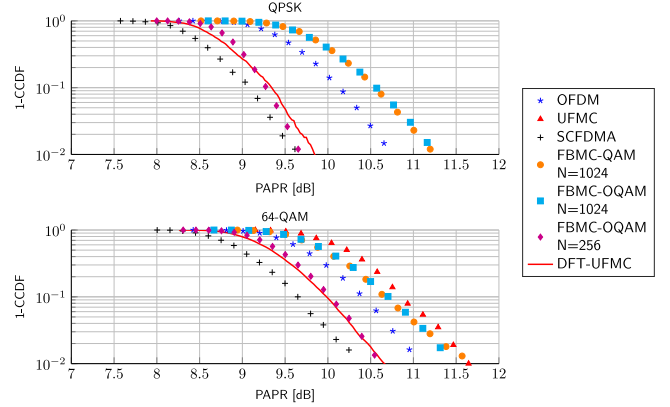 QPSK
10^0
10^−1
10^−2
1-CCDF
7 7.5 8 8.5 9 9.5 10 10.5 11 11.5 12
PAPR [dB]
64-QAM
10^0
10^−1
10^−2
1-CCDF
7 7.5 8 8.5 9 9.5 10 10.5 11 11.5 12
PAPR [dB]
OFDM
UFMC
SCFDMA
FBMC-QAM
N=1024
FBMC-OQAM
N=1024
FBMC-OQAM
N=256
DFT-UFMC